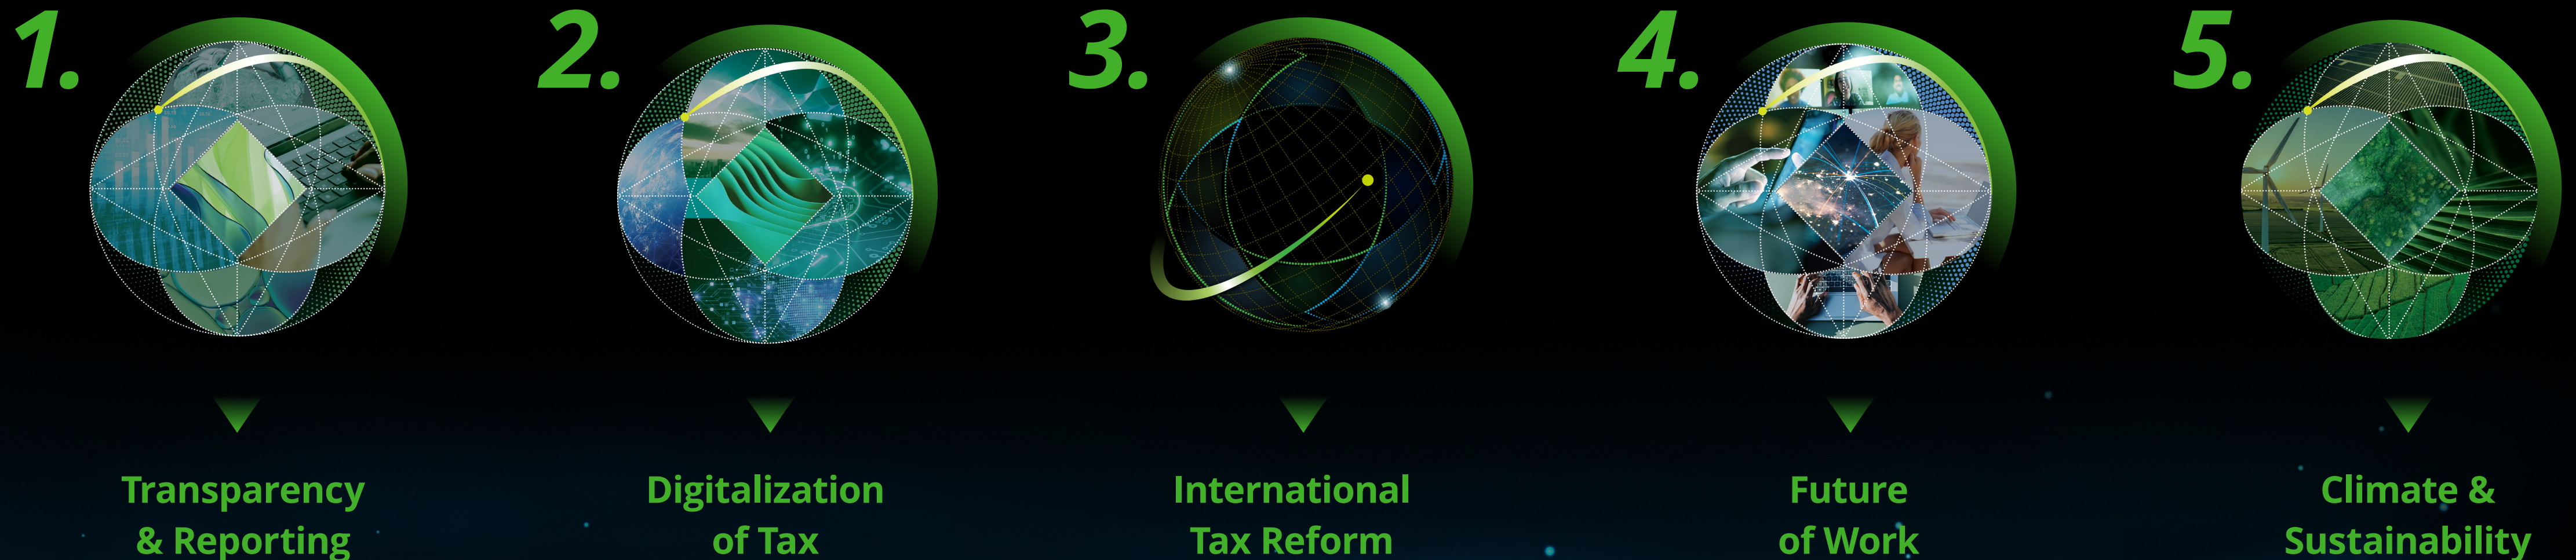 1.
Transparency
& Reporting
2.
Digitalization
of Tax
3.
International
Tax Reform
4.
Future
of Work
5.
Climate &
Sustainability